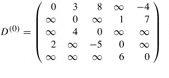 D(0) =
0 3 8 ∞ −4
∞ 0 ∞ 1 7
∞ 4 0 ∞ ∞
2 ∞ −5 0 ∞
∞ ∞ ∞ 6 0